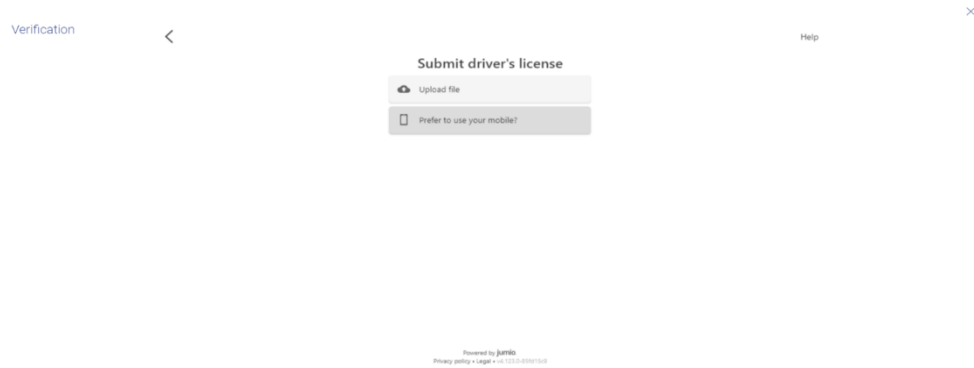 Verification
Help
Submit driver's license
Upload file
Prefer to use your mobile?
Powered by jumio
Privacy policy • Legal •